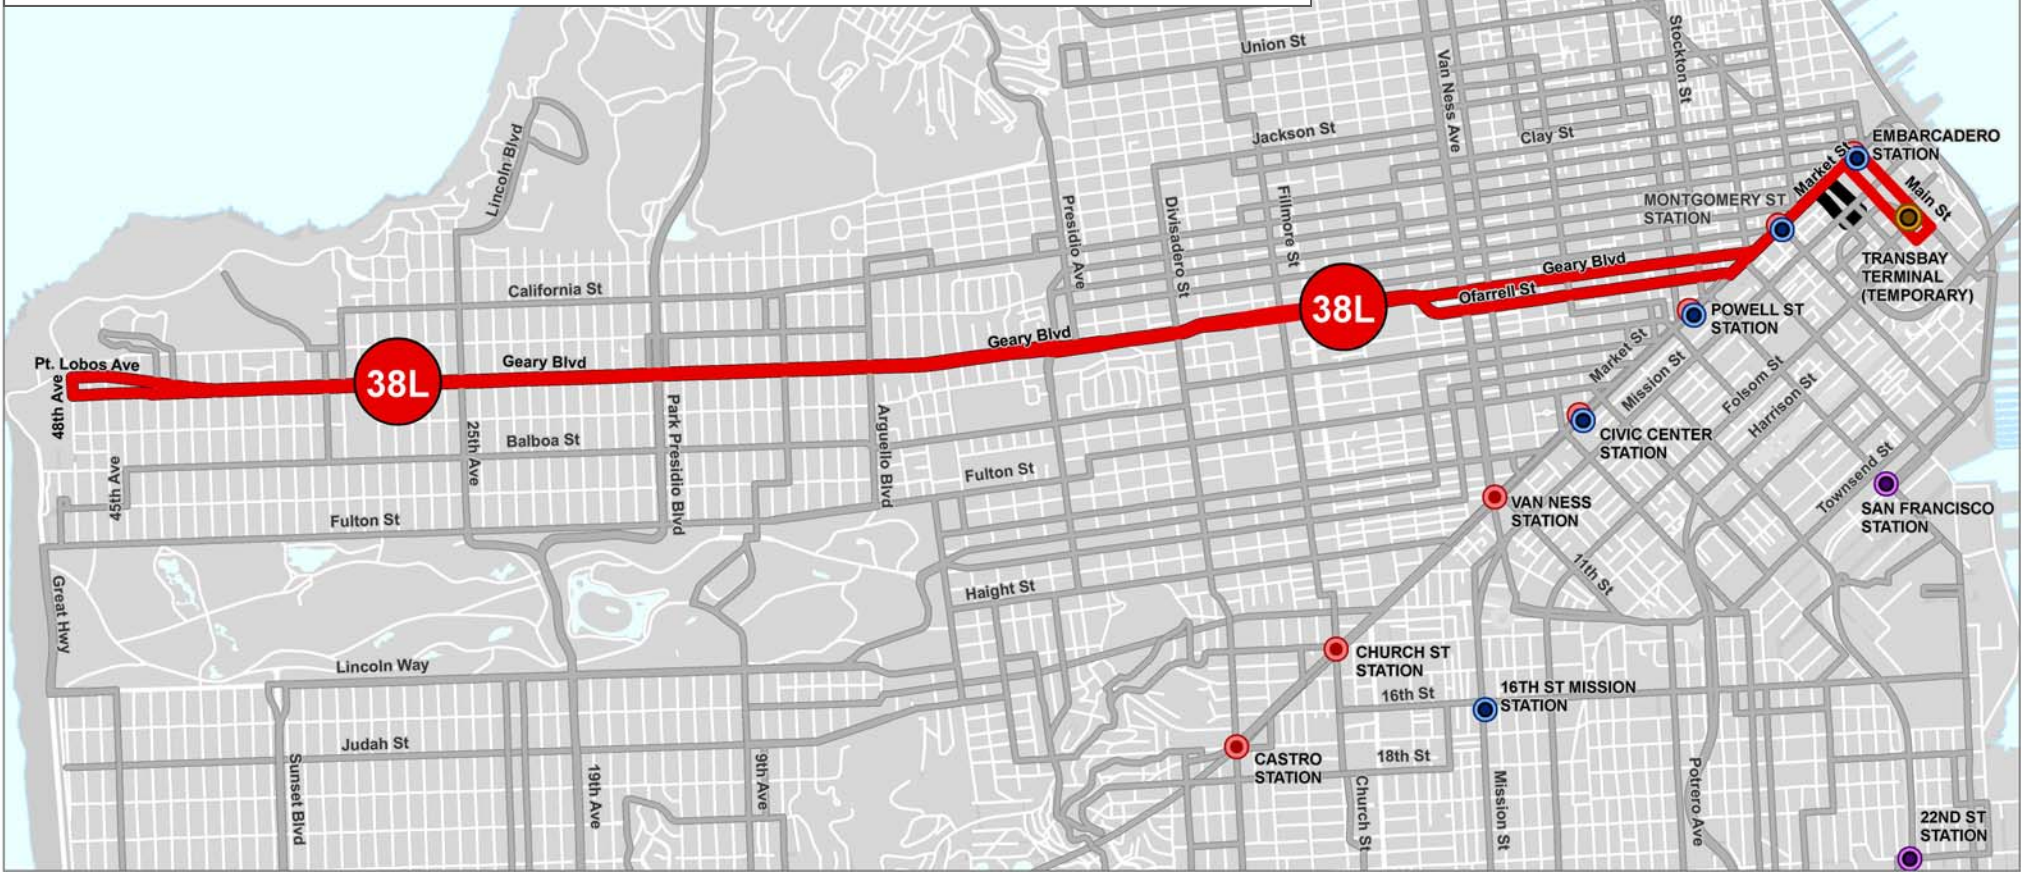 Union St
Stockton St
Van Ness Ave
Jackson St
Clay St
Lincoln Blvd
EMBARCADERO
STATION
Market St
Main St
MONTGOMERY ST
STATION
Presidio Ave
Divisadero St
Fillmore St
TRANSBAY
TERMINAL
(TEMPORARY)
Geary Blvd
Ofarrell St
38L
California St
POWELL ST
STATION
Geary Blvd
Pt. Lobos Ave
Geary Blvd
38L
48th Ave
Market St
Mission St
Folsom St
Harrison St
25th Ave
Park Presidio Blvd
Arguello Blvd
Balboa St
CIVIC CENTER
STATION
45th Ave
Fulton St
Townsend St
VAN NESS
STATION
SAN FRANCISCO
STATION
Fulton St
11th St
Great Hwy
Haight St
Lincoln Way
CHURCH ST
STATION
16th St
16TH ST MISSION
STATION
Judah St
18th St
CASTRO
STATION
Sunset Blvd
19th Ave
9th Ave
Church St
Mission St
Potrero Ave
22ND ST
STATION